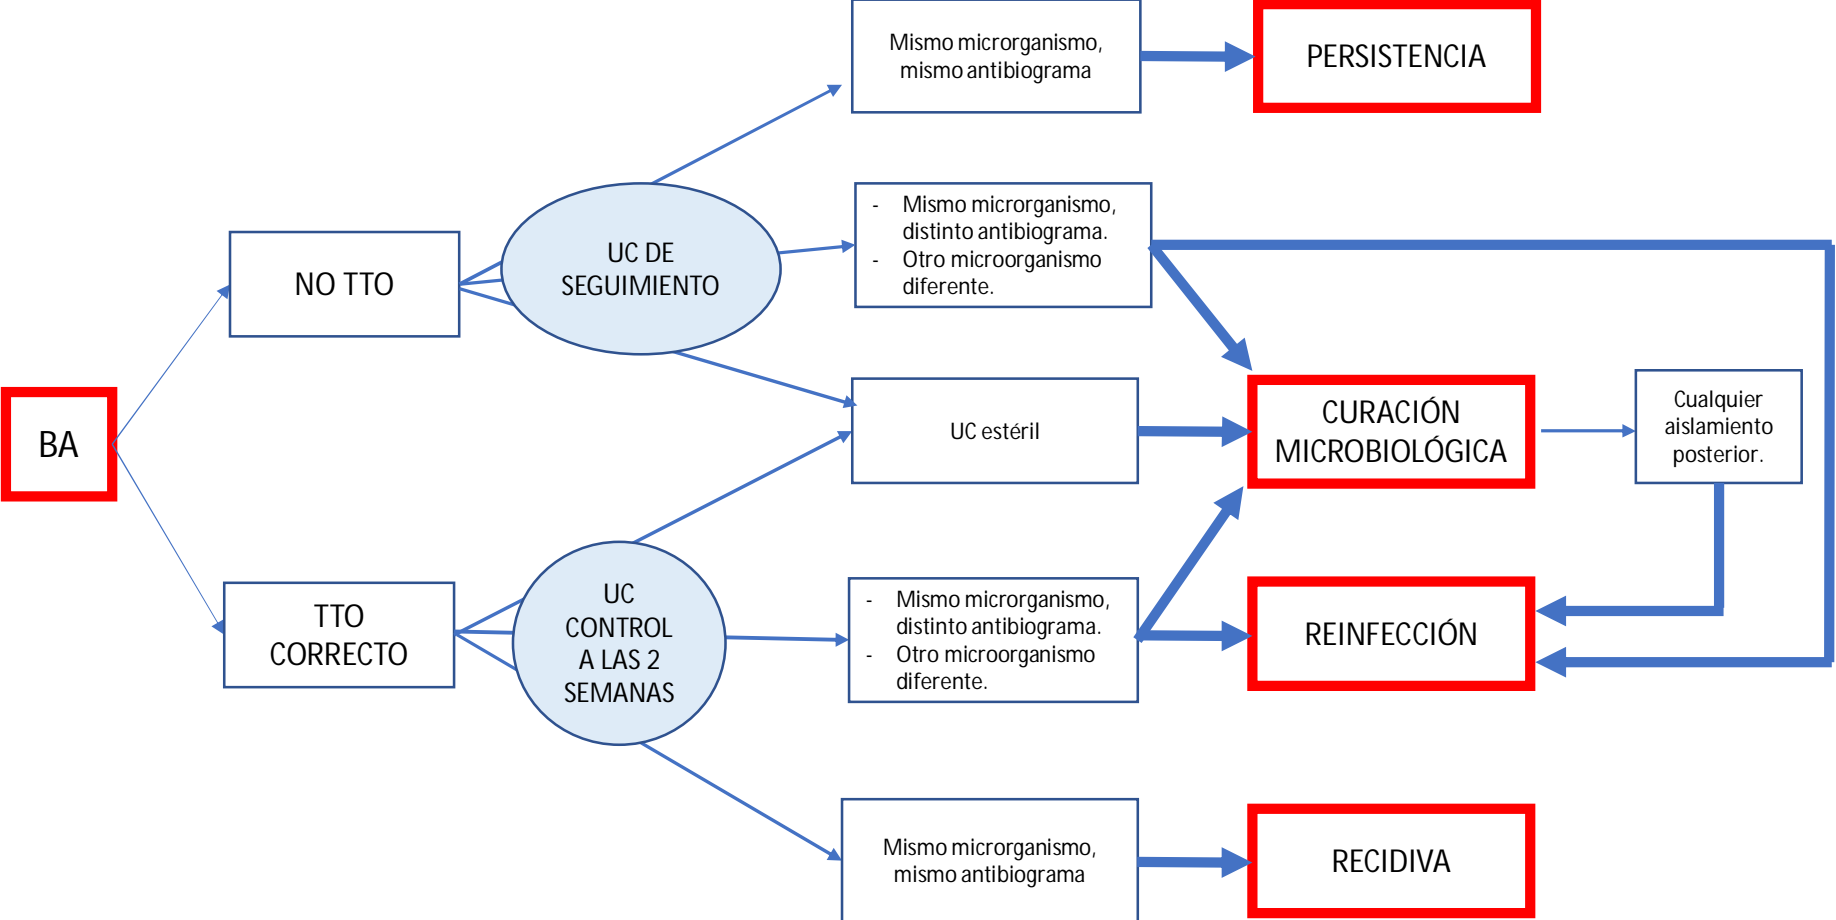 Mismo microrganismo,
mismo antibiograma
PERSISTENCIA
- Mismo microrganismo,
distinto antibiograma.
- Otro microorganismo
diferente.
UC DE
SEGUIMIENTO
NO TTO
BA
UC estéril
CURACIÓN
MICROBIOLÓGICA
Cualquier
aislamiento
posterior.
TTO
CORRECTO
UC
CONTROL
A LAS 2
SEMANAS
- Mismo microrganismo,
distinto antibiograma.
- Otro microorganismo
diferente.
REINFECCIÓN
Mismo microrganismo,
mismo antibiograma
RECIDIVA